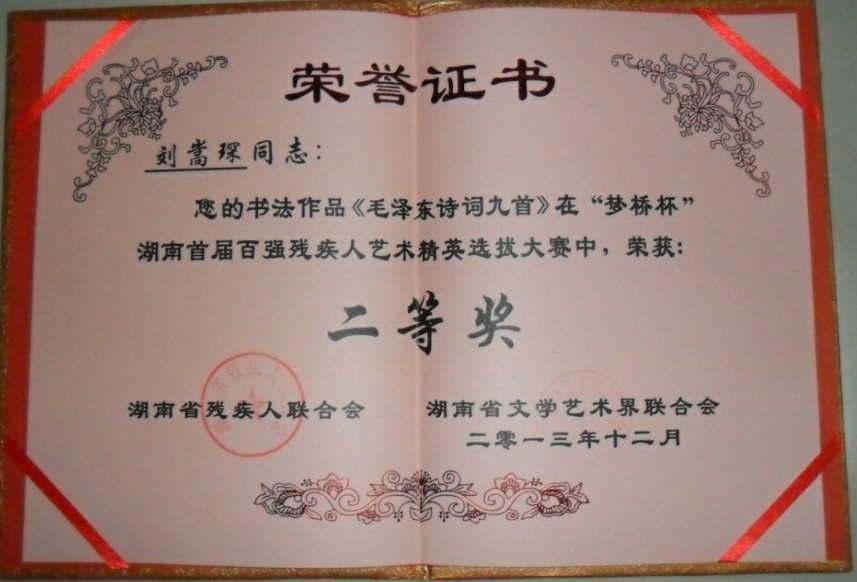 荣誉证书
刘嵩琛同志：
您的书法作品《毛泽东诗词九首》在“梦桥杯”
湖南首届百强残疾人艺术精英选拔大赛中，荣获：
二等奖
湖南省残疾人联合会
湖南省文学艺术界联合会
二零一三年十二月